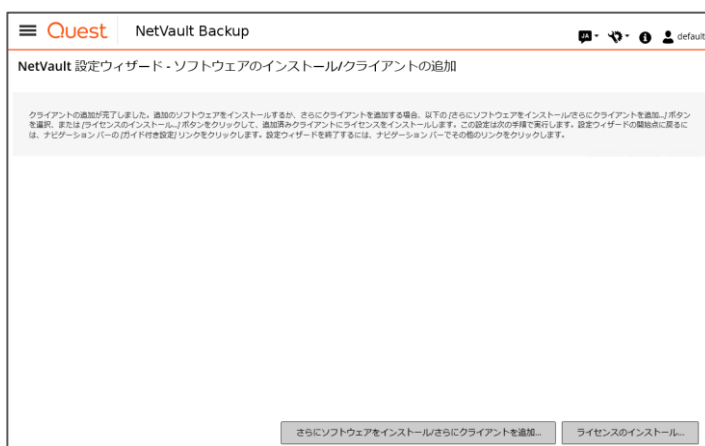 Quest NetVault Backup JA default
NetVault 設定ウィザード - ソフトウェアのインストール/クライアントの追加
クライアントの追加が完了しました。追加のソフトウェアをインストールするか、さらにクライアントを追加する場合、以下の [さらにソフトウェアをインストール/さらにクライアントを追加...] ボタン
を選択、または [ライセンスのインストール...] ボタンをクリックして、追加済みクライアントにライセンスをインストールします。この設定は次の手順で実行します。設定ウィザードの開始点に戻るに
は、ナビゲーション バーの [ガイド付き設定] リンクをクリックします。設定ウィザードを終了するには、ナビゲーション バーでその他のリンクをクリックします。
さらにソフトウェアをインストール/さらにクライアントを追加... ライセンスのインストール...